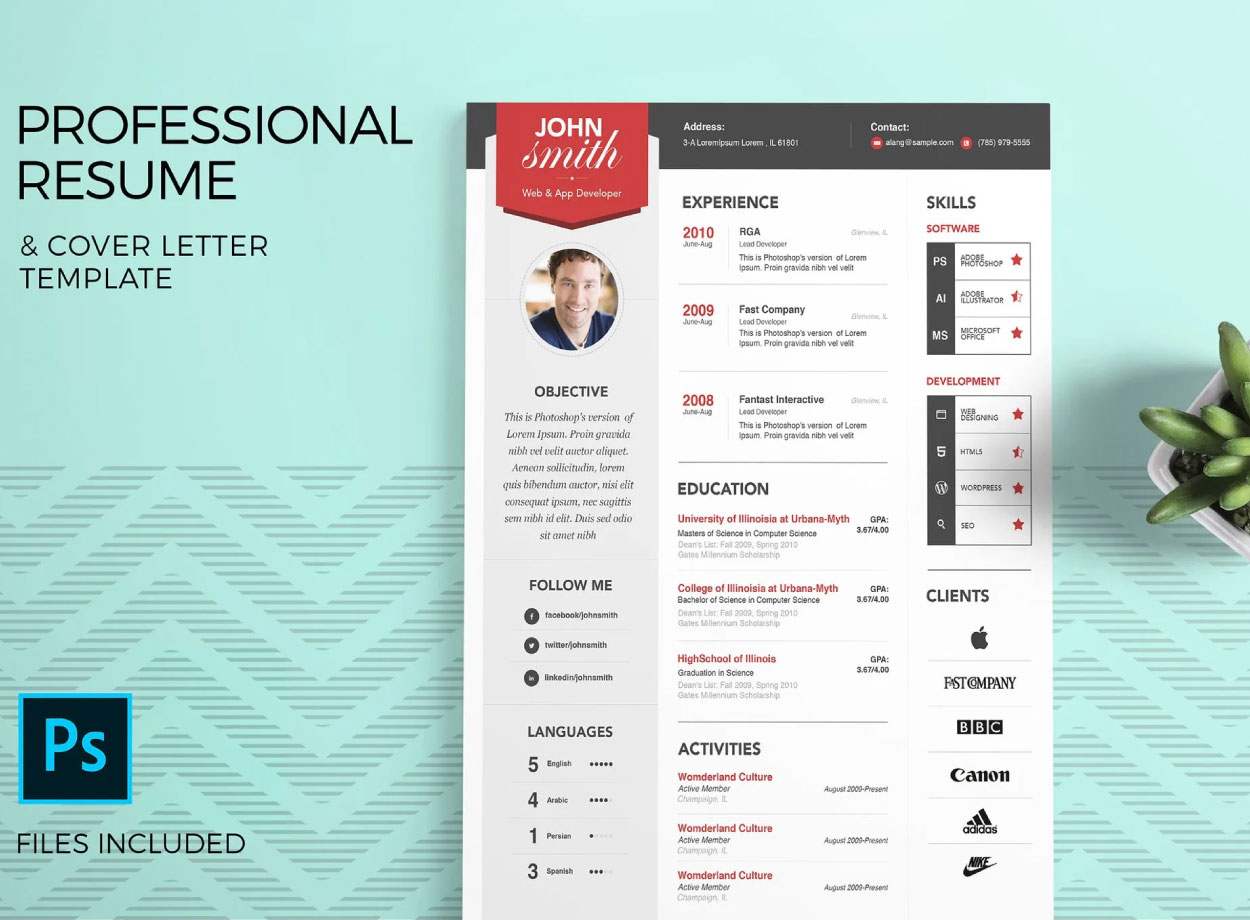 PROFESSIONAL
RESUME
& COVER LETTER
TEMPLATE
Ps
FILES INCLUDED
JOHN
smith
Web & App Developer
Address:
3-A LoremIpsum Lorem , IL 61801
Contact:
alang@sample.com (785) 979-5555
OBJECTIVE
This is Photoshop's version of
Lorem Ipsum. Proin gravida
nibh vel velit auctor aliquet.
Aenean sollicitudin, lorem
quis bibendum auctor, nisi elit
consequat ipsum, nec sagittis
sem nibh id elit. Duis sed odio
sit amet nibh
FOLLOW ME
f facebook/johnsmith
twitter/johnsmith
in linkedin/johnsmith
LANGUAGES
5 English
4 Arabic
1 Persian
3 Spanish
EXPERIENCE
2010 RGA Glenview, IL
June-Aug Lead Developer
This is Photoshop's version of Lorem
Ipsum. Proin gravida nibh vel velit
2009 Fast Company Glenview, IL
June-Aug Lead Developer
This is Photoshop's version of Lorem
Ipsum. Proin gravida nibh vel velit
2008 Fantast Interactive Glenview, IL
June-Aug Lead Developer
This is Photoshop's version of Lorem
Ipsum. Proin gravida nibh vel velit
EDUCATION
University of Illinoisia at Urbana-Myth GPA:
Masters of Science in Computer Science 3.67/4.00
Dean's List: Fall 2009, Spring 2010
Gates Millennium Scholarship
College of Illinoisia at Urbana-Myth GPA:
Bachelor of Science in Computer Science 3.67/4.00
Dean's List: Fall 2009, Spring 2010
Gates Millennium Scholarship
HighSchool of Illinois GPA:
Graduation in Science 3.67/4.00
Dean's List: Fall 2009, Spring 2010
Gates Millennium Scholarship
ACTIVITIES
Womderland Culture
Active Member August 2009-Present
Champaign, IL
Womderland Culture
Active Member August 2009-Present
Champaign, IL
Womderland Culture
Active Member August 2009-Present
Champaign, IL
SKILLS
SOFTWARE
PS ADOBE
PHOTOSHOP
AI ADOBE
ILLUSTRATOR
MS MICROSOFT
OFFICE
DEVELOPMENT
WEB
DESIGNING
5 HTML5
WORDPRESS
SEO
CLIENTS
FAST COMPANY
BBC
Canon
adidas
NIKE